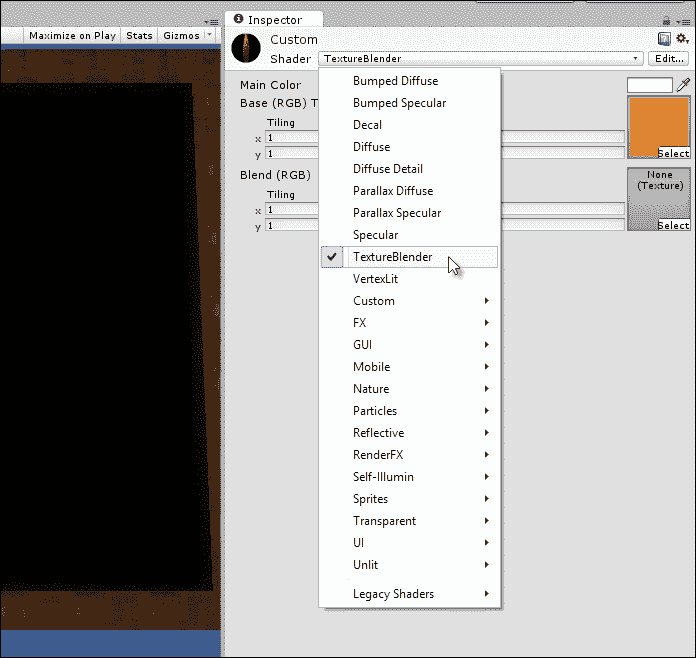 Inspector
Maximize on Play Stats Gizmos
Custom
Shader TextureBlender Edit...
Main Color
Base (RGB) T
Tiling
x 1
y 1
Select
Blend (RGB)
None
(Texture)
Tiling
x 1
y 1
Select
Bumped Diffuse
Bumped Specular
Decal
Diffuse
Diffuse Detail
Parallax Diffuse
Parallax Specular
Specular
TextureBlender
VertexLit
Custom
FX
GUI
Mobile
Nature
Particles
Reflective
RenderFX
Self-Illumin
Sprites
Transparent
UI
Unlit
Legacy Shaders